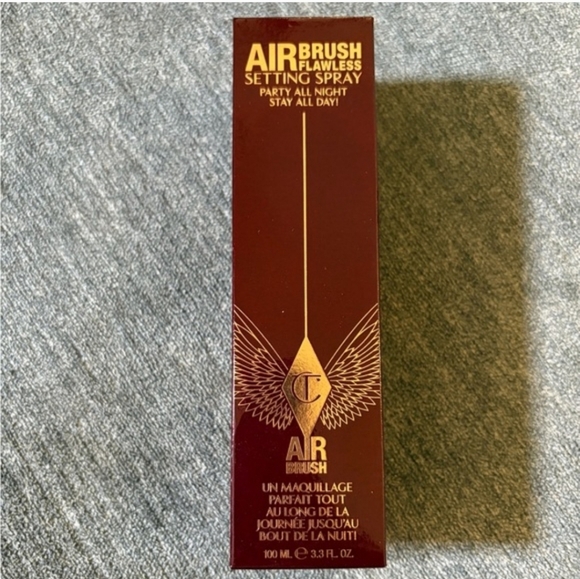 AIRBRUSH
FLAWLESS
SETTING SPRAY
PARTY ALL NIGHT
STAY ALL DAY!
CT
AIR
BRUSH
UN MAQUILLAGE
PARFAIT TOUT
AU LONG DE LA
JOURNÉE JUSQU'AU
BOUT DE LA NUIT!
100 ML ℮ 3.3 FL. OZ.